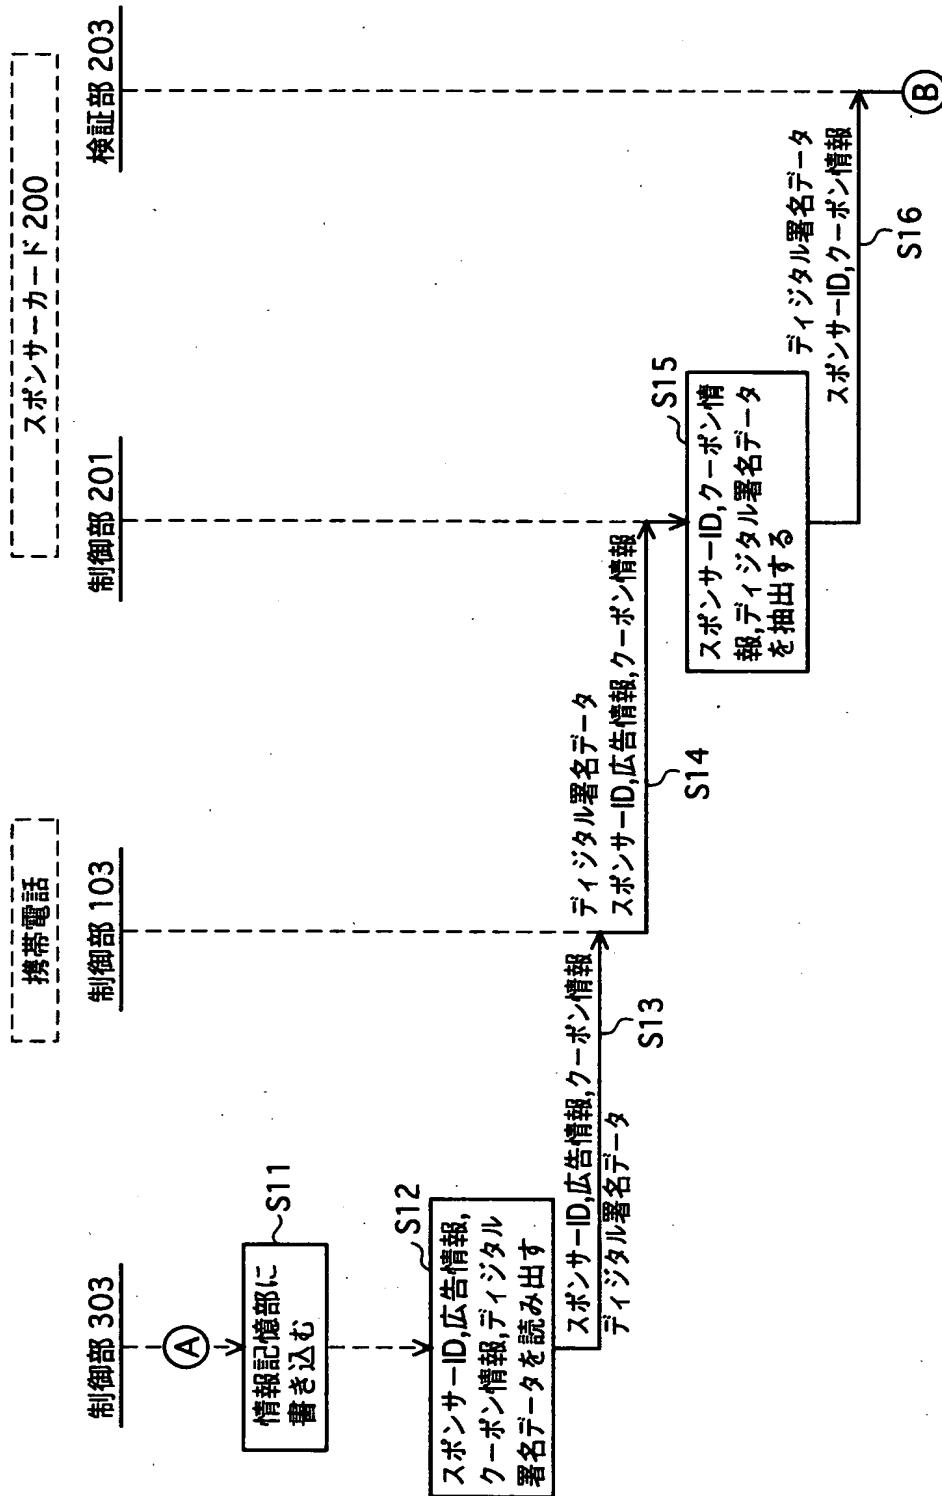 携帯電話
スポンサーカード 200
制御部 303
制御部 103
制御部 201
検証部 203
A
情報記憶部に
書き込む
S11
スポンサーID,広告情報,
クーポン情報,ディジタル
署名データを読み出す
S12
スポンサーID,広告情報,クーポン情報
ディジタル署名データ
S13
ディジタル署名データ
スポンサーID,広告情報,クーポン情報
S14
スポンサーID,クーポン情
報,ディジタル署名データ
を抽出する
S15
ディジタル署名データ
スポンサーID,クーポン情報
S16
B